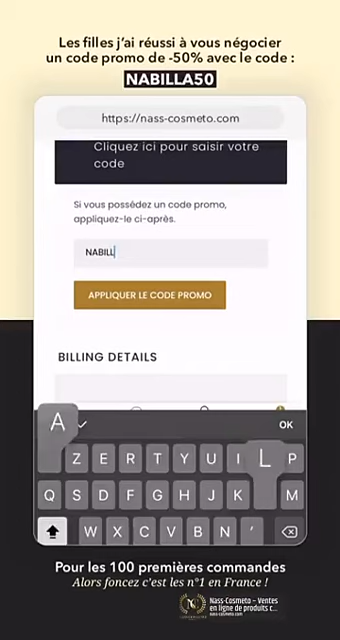 Les filles j'ai réussi à vous négocier
un code promo de -50% avec le code :
NABILLA50
https://nass-cosmeto.com
Cliquez ici pour saisir votre
code
Si vous possédez un code promo,
appliquez-le ci-après.
NABILL
APPLIQUER LE CODE PROMO
BILLING DETAILS
A
OK
Z E R T Y U I L P
Q S D F G H J K M
W X C V B N '
Pour les 100 premières commandes
Alors foncez c'est les n°1 en France !
Nass-Cosmeto – Ventes
en ligne de produits c...
nass-cosmeto.com